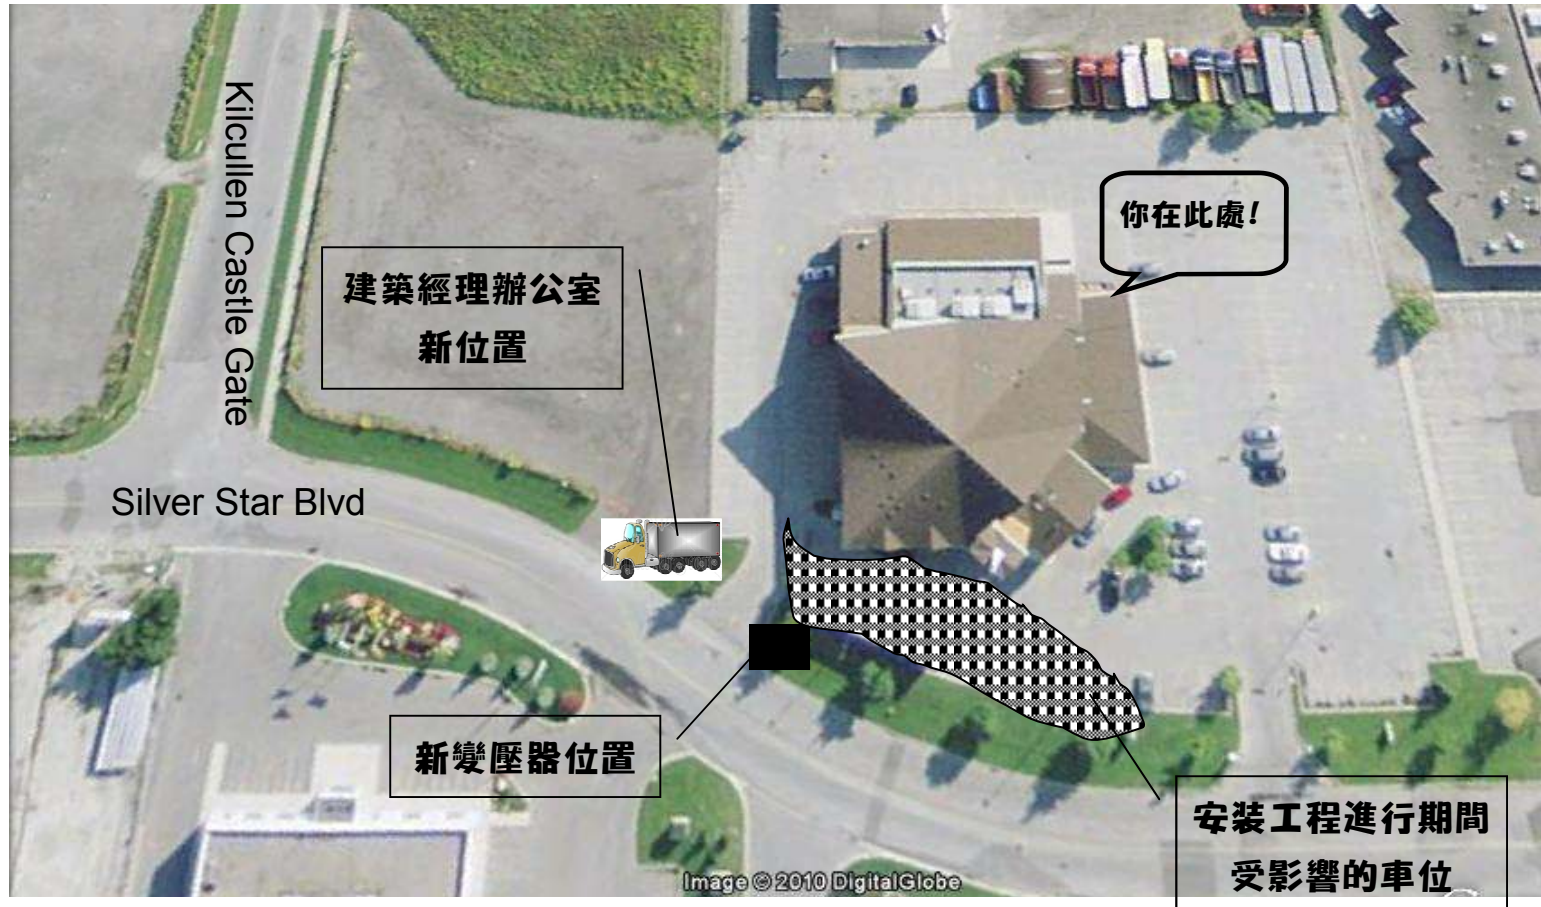 Kilcullen Castle Gate
你在此處!
建築經理辦公室
新位置
Silver Star Blvd
新變壓器位置
安裝工程進行期間
受影響的車位
Image © 2010 DigitalGlobe